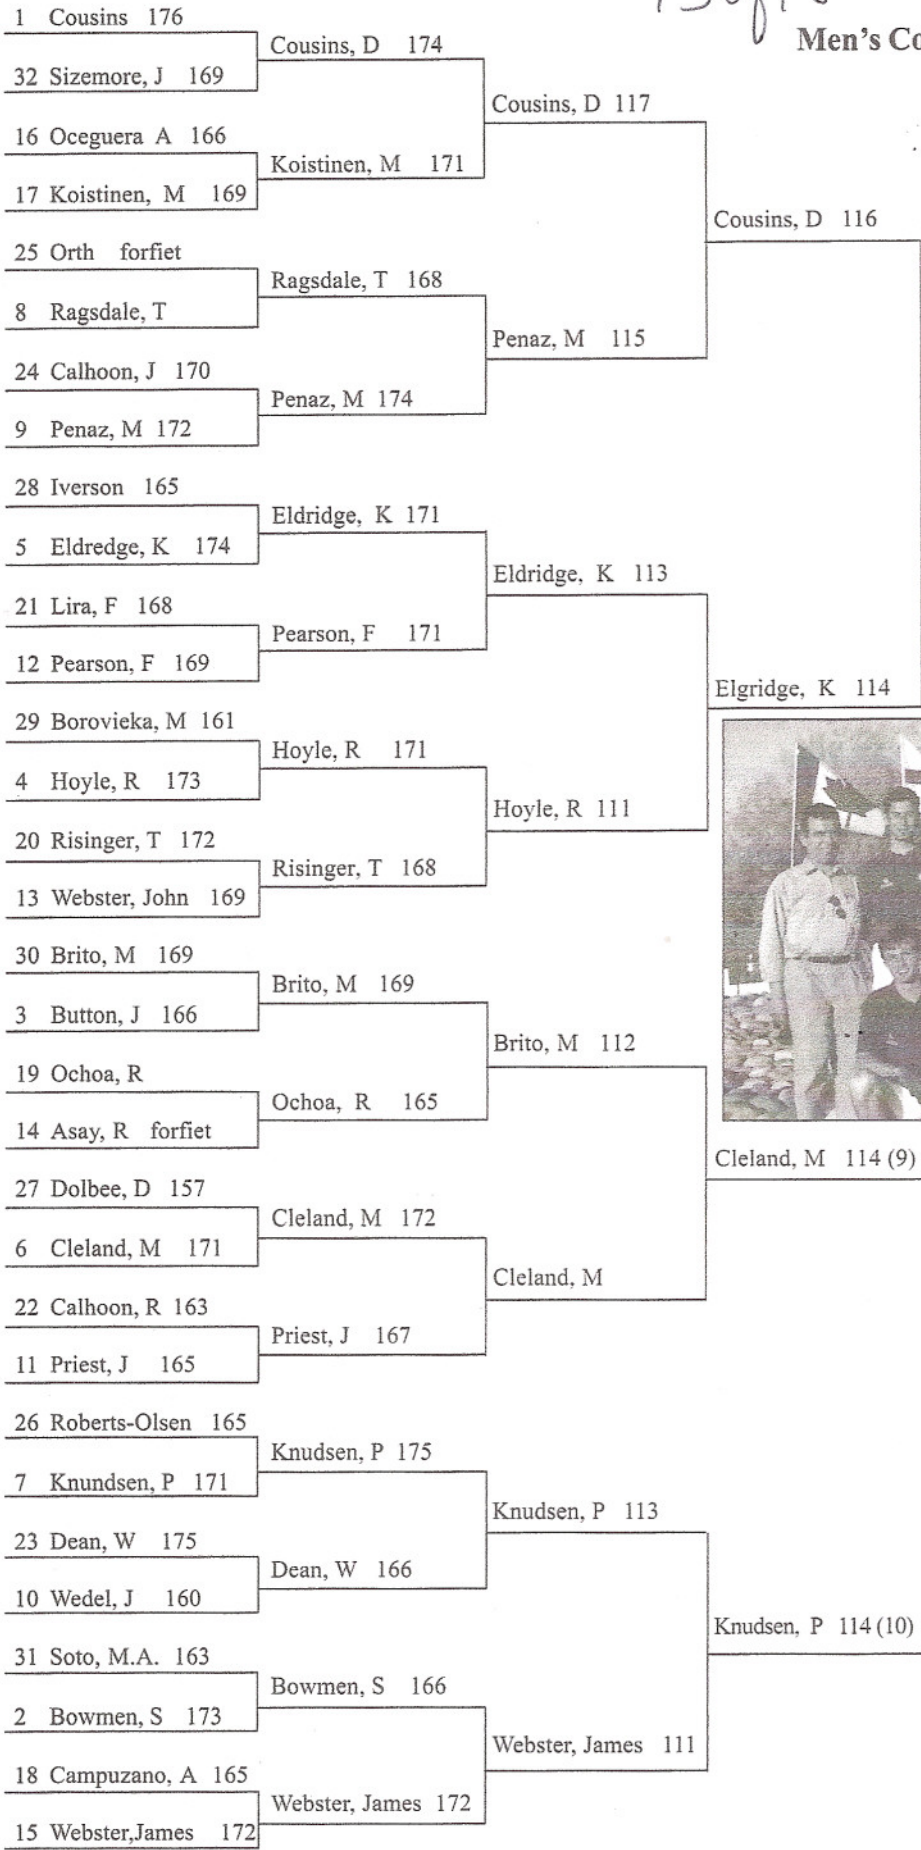 Men's Co
1 Cousins 176
32 Sizemore, J 169
16 Oceguera A 166
17 Koistinen, M 169
25 Orth forfiet
8 Ragsdale, T
24 Calhoon, J 170
9 Penaz, M 172
28 Iverson 165
5 Eldredge, K 174
21 Lira, F 168
12 Pearson, F 169
29 Borovieka, M 161
4 Hoyle, R 173
20 Risinger, T 172
13 Webster, John 169
30 Brito, M 169
3 Button, J 166
19 Ochoa, R
14 Asay, R forfiet
27 Dolbee, D 157
6 Cleland, M 171
22 Calhoon, R 163
11 Priest, J 165
26 Roberts-Olsen 165
7 Knundsen, P 171
23 Dean, W 175
10 Wedel, J 160
31 Soto, M.A. 163
2 Bowmen, S 173
18 Campuzano, A 165
15 Webster,James 172
Cousins, D 174
Koistinen, M 171
Ragsdale, T 168
Penaz, M 174
Eldridge, K 171
Pearson, F 171
Hoyle, R 171
Risinger, T 168
Brito, M 169
Ochoa, R 165
Cleland, M 172
Priest, J 167
Knudsen, P 175
Dean, W 166
Bowmen, S 166
Webster, James 172
Cousins, D 117
Penaz, M 115
Eldridge, K 113
Hoyle, R 111
Brito, M 112
Cleland, M
Knudsen, P 113
Webster, James 111
Cousins, D 116
Elgridge, K 114
Cleland, M 114 (9)
Knudsen, P 114 (10)